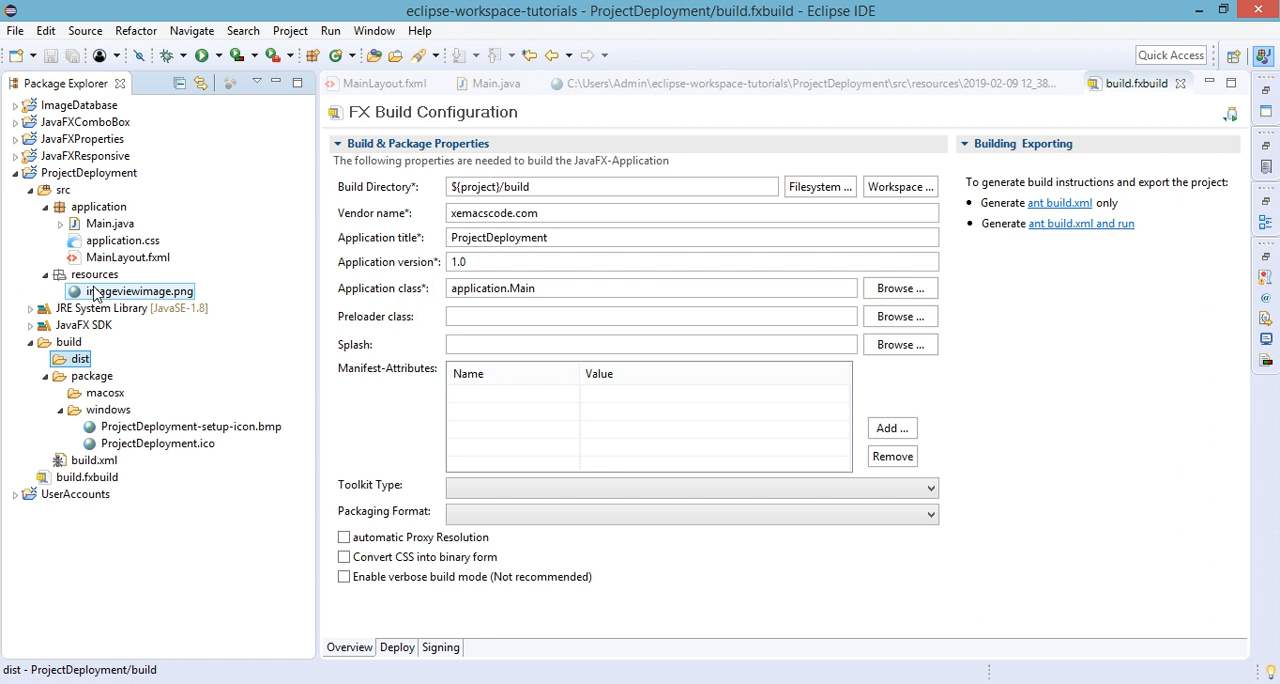 eclipse-workspace-tutorials - ProjectDeployment/build.fxbuild - Eclipse IDE
File Edit Source Refactor Navigate Search Project Run Window Help
Quick Access
Package Explorer
MainLayout.fxml
Main.java
C:\Users\Admin\eclipse-workspace-tutorials\ProjectDeployment\src\resources\2019-02-09 12_38...
build.fxbuild
ImageDatabase
JavaFXComboBox
JavaFXProperties
JavaFXResponsive
ProjectDeployment
src
application
Main.java
application.css
MainLayout.fxml
resources
imageviewimage.png
JRE System Library [JavaSE-1.8]
JavaFX SDK
build
dist
package
macosx
windows
ProjectDeployment-setup-icon.bmp
ProjectDeployment.ico
build.xml
build.fxbuild
UserAccounts
FX Build Configuration
Build & Package Properties
The following properties are needed to build the JavaFX-Application
Build Directory*: ${project}/build Filesystem ... Workspace ...
Vendor name*: xemacscode.com
Application title*: ProjectDeployment
Application version*: 1.0
Application class*: application.Main Browse ...
Preloader class: Browse ...
Splash: Browse ...
Manifest-Attributes: Name Value
Add ...
Remove
Toolkit Type:
Packaging Format:
automatic Proxy Resolution
Convert CSS into binary form
Enable verbose build mode (Not recommended)
Building Exporting
To generate build instructions and export the project:
Generate ant build.xml only
Generate ant build.xml and run
Overview Deploy Signing
dist - ProjectDeployment/build